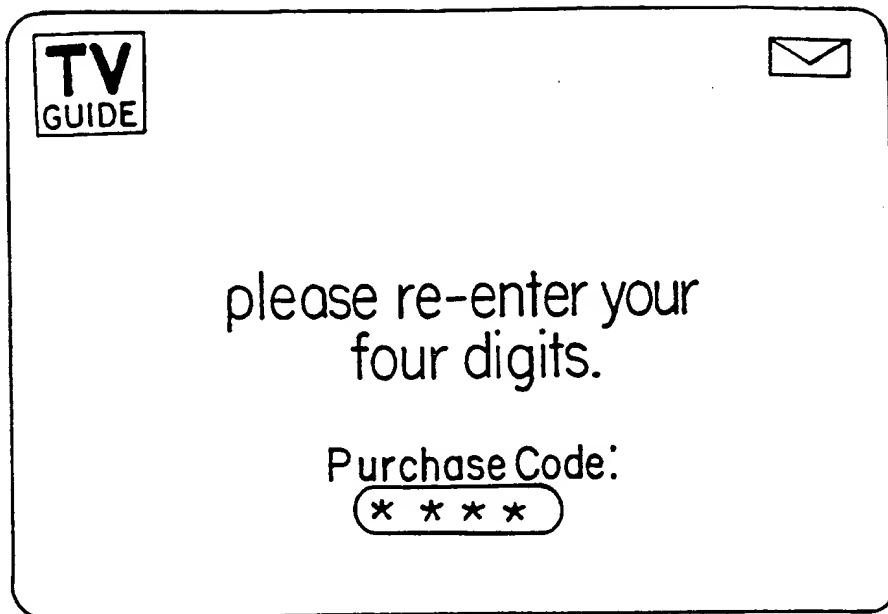 TV
GUIDE
please re-enter your
four digits.
Purchase Code:
* * * *